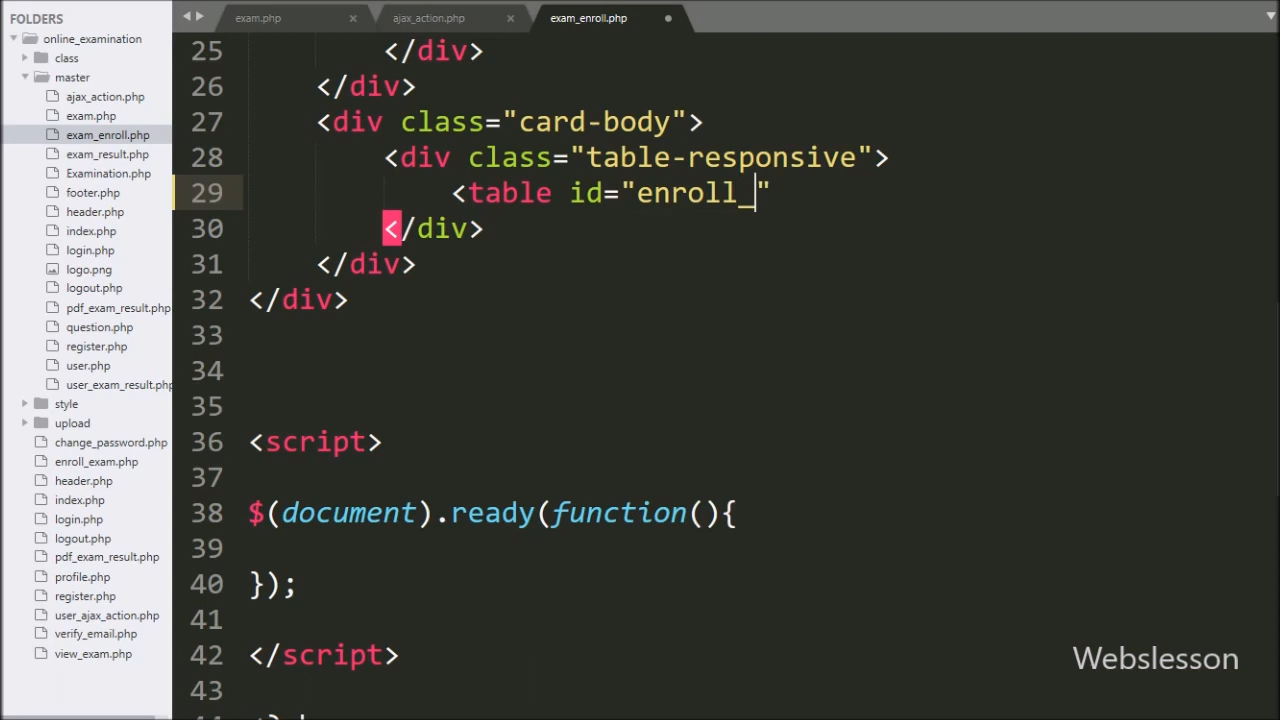 FOLDERS
online_examination
class
master
ajax_action.php
exam.php
exam_enroll.php
exam_result.php
Examination.php
footer.php
header.php
index.php
login.php
logo.png
logout.php
pdf_exam_result.php
question.php
register.php
user.php
user_exam_result.php
style
upload
change_password.php
enroll_exam.php
header.php
index.php
login.php
logout.php
pdf_exam_result.php
profile.php
register.php
user_ajax_action.php
verify_email.php
view_exam.php
exam.php ajax_action.php exam_enroll.php
25 </div>
26 </div>
27 <div class="card-body">
28 <div class="table-responsive">
29 <table id="enroll_"
30 </div>
31 </div>
32 </div>
33
34
35
36 <script>
37
38 $(document).ready(function(){
39
40 });
41
42 </script>
43
Webslesson